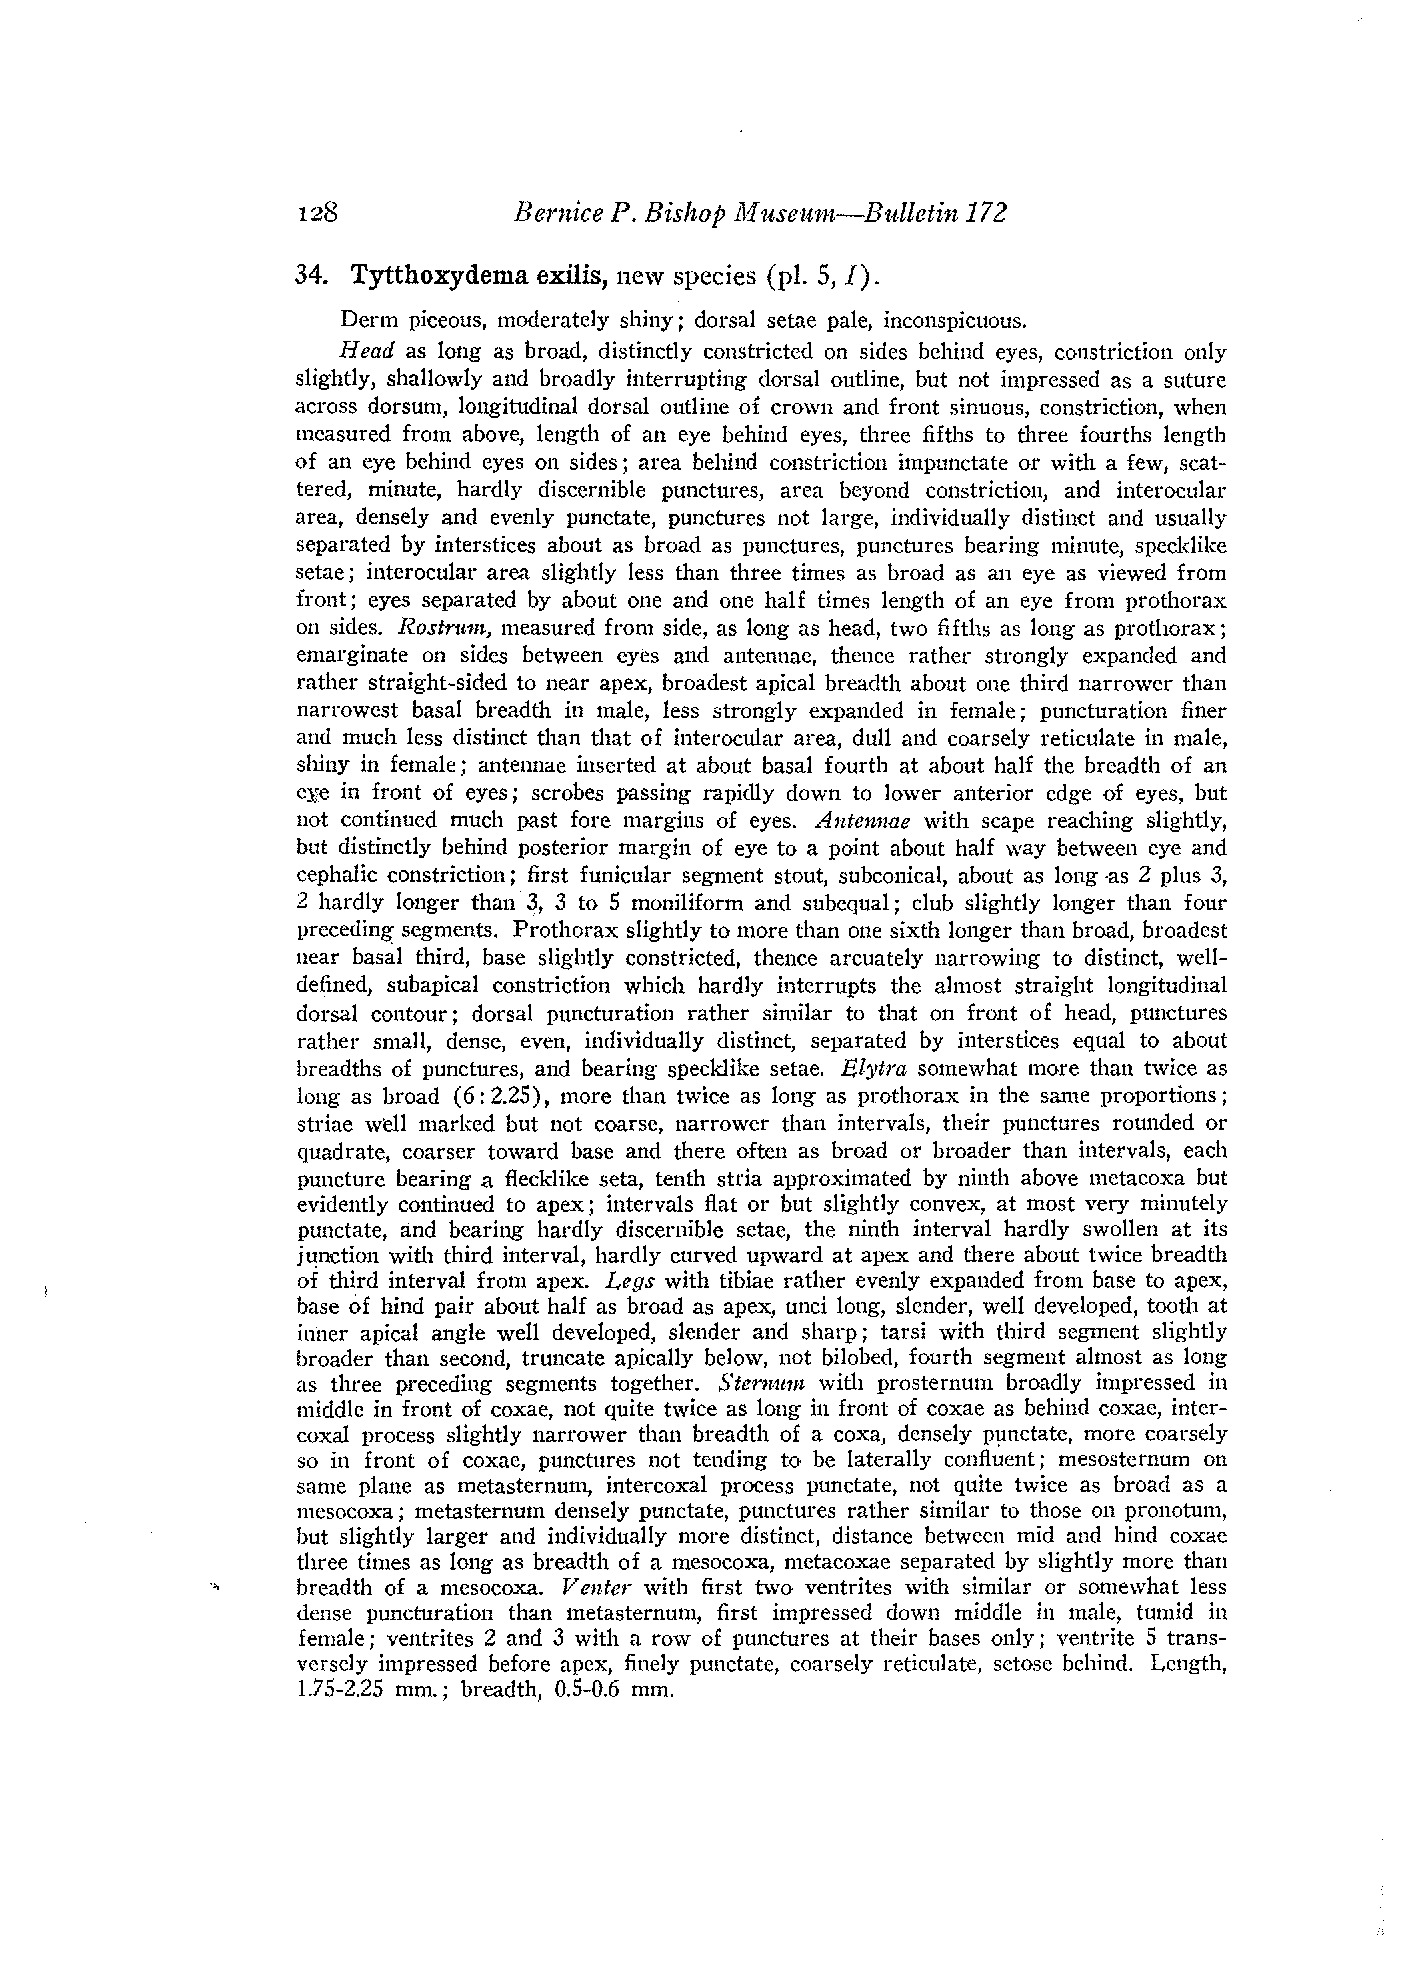 128 Bernice P. Bishop Museum—Bulletin 172
34. Tytthoxydema exilis, new species (pl. 5, I).
Derm piceous, moderately shiny; dorsal setae pale, inconspicuous.
Head as long as broad, distinctly constricted on sides behind eyes, constriction only
slightly, shallowly and broadly interrupting dorsal outline, but not impressed as a suture
across dorsum, longitudinal dorsal outline of crown and front sinuous, constriction, when
measured from above, length of an eye behind eyes, three fifths to three fourths length
of an eye behind eyes on sides; area behind constriction impunctate or with a few, scat-
tered, minute, hardly discernible punctures, area beyond constriction, and interocular
area, densely and evenly punctate, punctures not large, individually distinct and usually
separated by interstices about as broad as punctures, punctures bearing minute, specklike
setae; interocular area slightly less than three times as broad as an eye as viewed from
front; eyes separated by about one and one half times length of an eye from prothorax
on sides. Rostrum, measured from side, as long as head, two fifths as long as prothorax;
emarginate on sides between eyes and antennae, thence rather strongly expanded and
rather straight-sided to near apex, broadest apical breadth about one third narrower than
narrowest basal breadth in male, less strongly expanded in female; puncturation finer
and much less distinct than that of interocular area, dull and coarsely reticulate in male,
shiny in female; antennae inserted at about basal fourth at about half the breadth of an
eye in front of eyes; scrobes passing rapidly down to lower anterior edge of eyes, but
not continued much past fore margins of eyes. Antennae with scape reaching slightly,
but distinctly behind posterior margin of eye to a point about half way between eye and
cephalic constriction; first funicular segment stout, subconical, about as long as 2 plus 3,
2 hardly longer than 3, 3 to 5 moniliform and subequal; club slightly longer than four
preceding segments. Prothorax slightly to more than one sixth longer than broad, broadest
near basal third, base slightly constricted, thence arcuately narrowing to distinct, well-
defined, subapical constriction which hardly interrupts the almost straight longitudinal
dorsal contour; dorsal puncturation rather similar to that on front of head, punctures
rather small, dense, even, individually distinct, separated by interstices equal to about
breadths of punctures, and bearing specklike setae. Elytra somewhat more than twice as
long as broad (6:2.25), more than twice as long as prothorax in the same proportions;
striae well marked but not coarse, narrower than intervals, their punctures rounded or
quadrate, coarser toward base and there often as broad or broader than intervals, each
puncture bearing a flecklike seta, tenth stria approximated by ninth above metacoxa but
evidently continued to apex; intervals flat or but slightly convex, at most very minutely
punctate, and bearing hardly discernible setae, the ninth interval hardly swollen at its
junction with third interval, hardly curved upward at apex and there about twice breadth
of third interval from apex. Legs with tibiae rather evenly expanded from base to apex,
base of hind pair about half as broad as apex, unci long, slender, well developed, tooth at
inner apical angle well developed, slender and sharp; tarsi with third segment slightly
broader than second, truncate apically below, not bilobed, fourth segment almost as long
as three preceding segments together. Sternum with prosternum broadly impressed in
middle in front of coxae, not quite twice as long in front of coxae as behind coxae, inter-
coxal process slightly narrower than breadth of a coxa, densely punctate, more coarsely
so in front of coxae, punctures not tending to be laterally confluent; mesosternum on
same plane as metasternum, intercoxal process punctate, not quite twice as broad as a
mesocoxa; metasternum densely punctate, punctures rather similar to those on pronotum,
but slightly larger and individually more distinct, distance between mid and hind coxae
three times as long as breadth of a mesocoxa, metacoxae separated by slightly more than
breadth of a mesocoxa. Venter with first two ventrites with similar or somewhat less
dense puncturation than metasternum, first impressed down middle in male, tumid in
female; ventrites 2 and 3 with a row of punctures at their bases only; ventrite 5 trans-
versely impressed before apex, finely punctate, coarsely reticulate, setose behind. Length,
1.75-2.25 mm.; breadth, 0.5-0.6 mm.